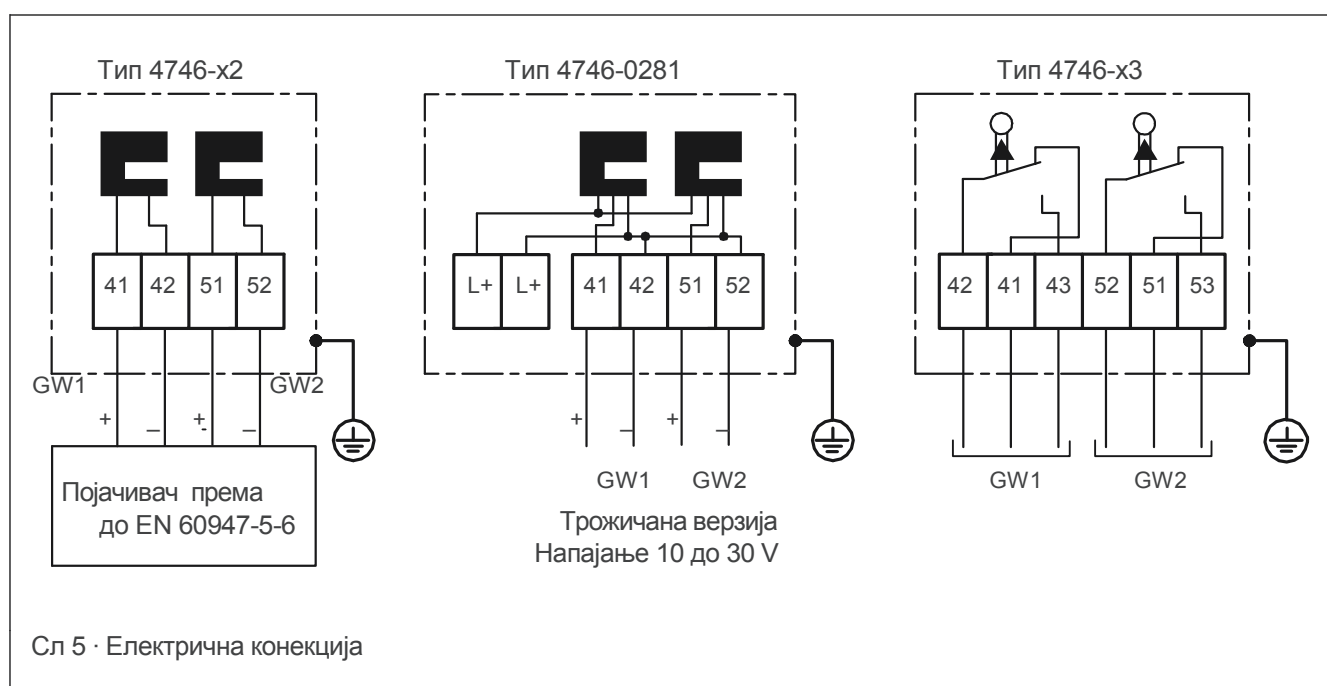 Тип 4746-x2
Тип 4746-0281
Тип 4746-x3
41 42 51 52
L+ L+ 41 42 51 52
42 41 43 52 51 53
GW1 GW2
+ – + - –
+ – + –
GW1 GW2
GW1 GW2
Појачивач према
до EN 60947-5-6
Трожичана верзија
Напајање 10 до 30 V
Сл 5 · Електрична конекција